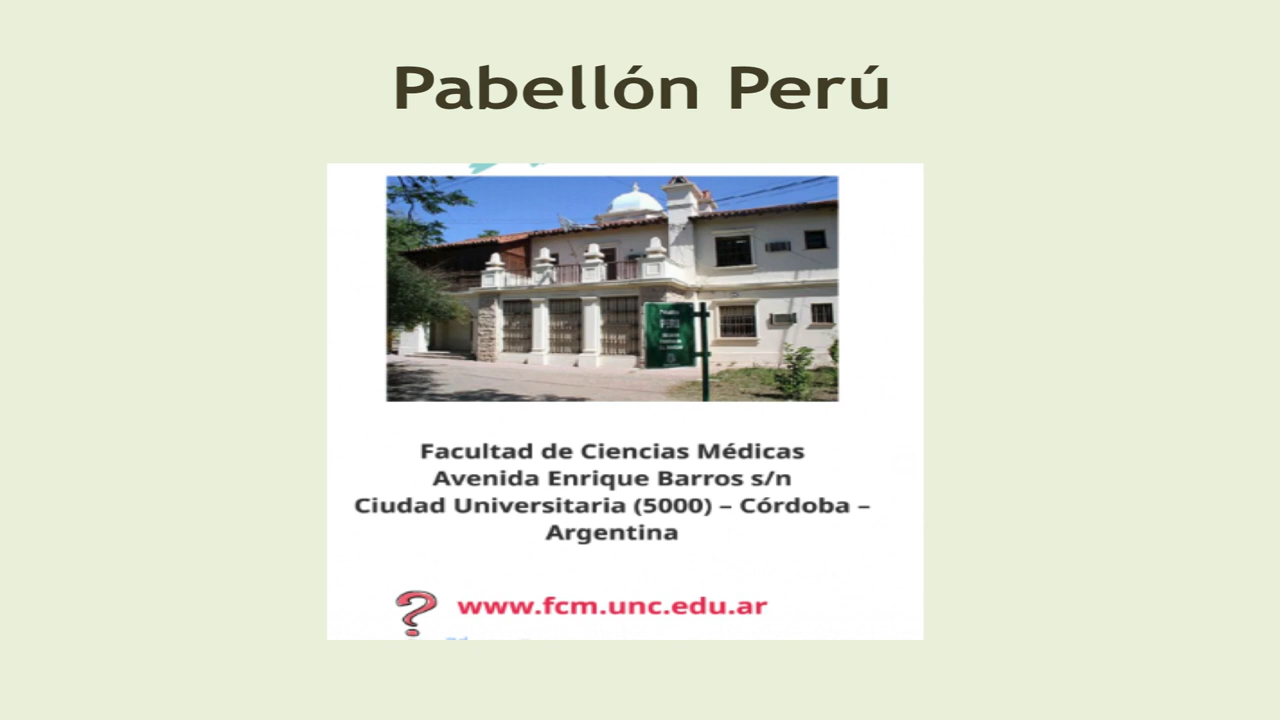 Pabellón Perú
PERÚ
Facultad de Ciencias Médicas
Avenida Enrique Barros s/n
Ciudad Universitaria (5000) – Córdoba –
Argentina
? www.fcm.unc.edu.ar